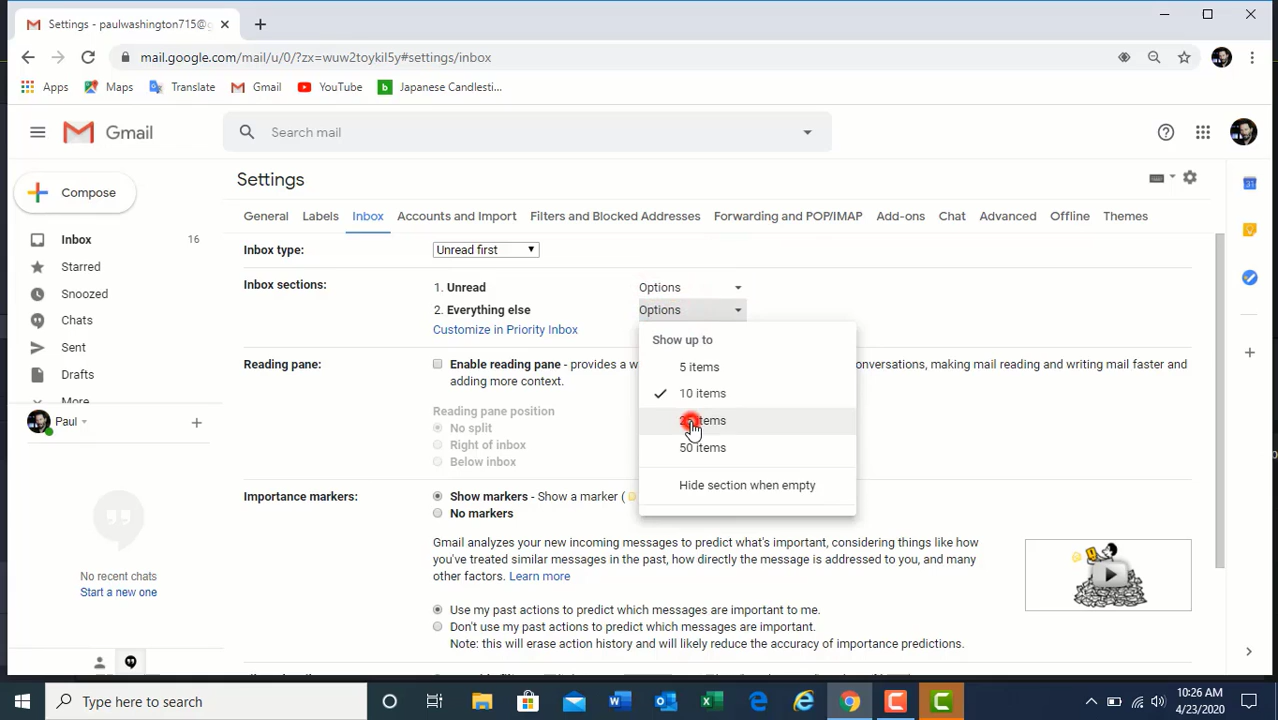 Settings - paulwashington715@g
mail.google.com/mail/u/0/?zx=wuw2toykil5y#settings/inbox
Apps Maps Translate Gmail YouTube Japanese Candlesti...
Gmail Search mail
Compose
Inbox 16
Starred
Snoozed
Chats
Sent
Drafts
More
Paul
No recent chats
Start a new one
Settings
General Labels Inbox Accounts and Import Filters and Blocked Addresses Forwarding and POP/IMAP Add-ons Chat Advanced Offline Themes
Inbox type: Unread first
Inbox sections: 1. Unread Options
2. Everything else Options
Customize in Priority Inbox
Show up to
5 items
10 items
items
50 items
Hide section when empty
Reading pane: Enable reading pane - provides a w onversations, making mail reading and writing mail faster and
adding more context.
Reading pane position
No split
Right of inbox
Below inbox
Importance markers: Show markers - Show a marker (
No markers
Gmail analyzes your new incoming messages to predict what's important, considering things like how
you've treated similar messages in the past, how directly the message is addressed to you, and many
other factors. Learn more
Use my past actions to predict which messages are important to me.
Don't use my past actions to predict which messages are important.
Note: this will erase action history and will likely reduce the accuracy of importance predictions.
Type here to search
10:26 AM
4/23/2020